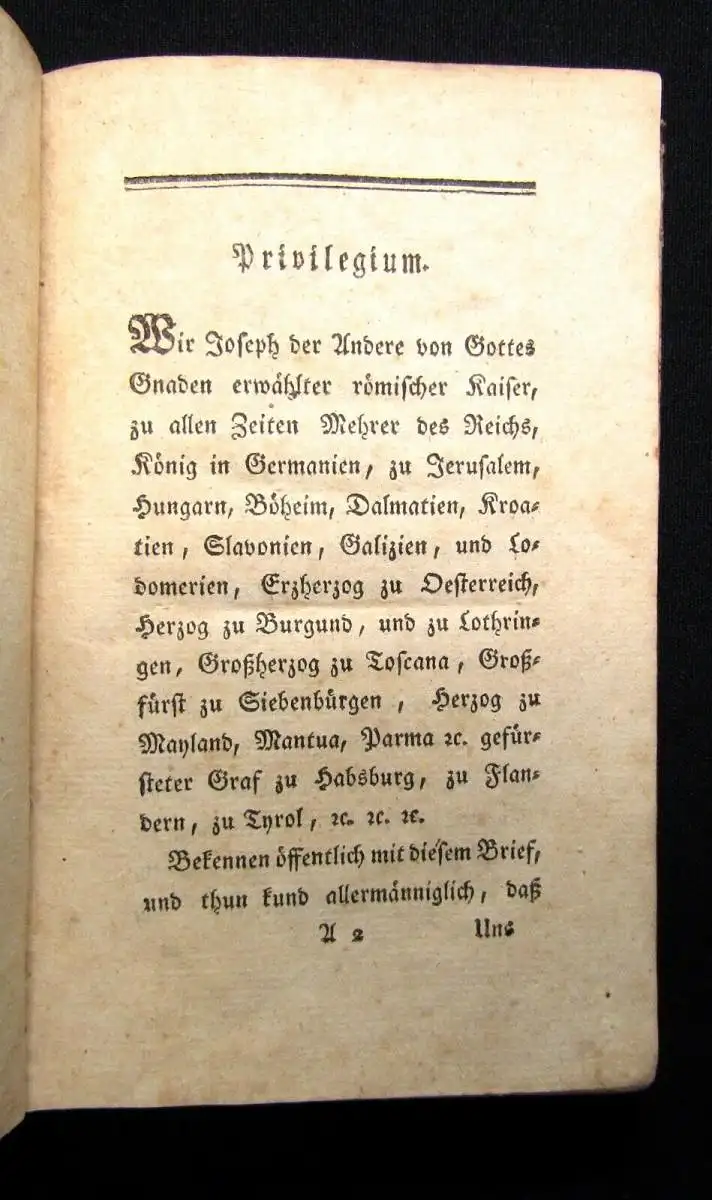 Privilegium.
Wir Joseph der Andere von Gottes
Gnaden erwählter römischer Kaiser,
zu allen Zeiten Mehrer des Reichs,
König in Germanien, zu Jerusalem,
Hungarn, Böheim, Dalmatien, Kroa-
tien, Slavonien, Galizien, und Lo-
domerien, Erzherzog zu Oesterreich,
Herzog zu Burgund, und zu Lothrin-
gen, Großherzog zu Toscana, Groß-
fürst zu Siebenbürgen, Herzog zu
Mayland, Mantua, Parma ꝛc. gefür-
steter Graf zu Habsburg, zu Flan-
dern, zu Tyrol, ꝛc. ꝛc. ꝛc.
Bekennen öffentlich mit diesem Brief,
und thun kund allermänniglich, daß
A 2 Uns